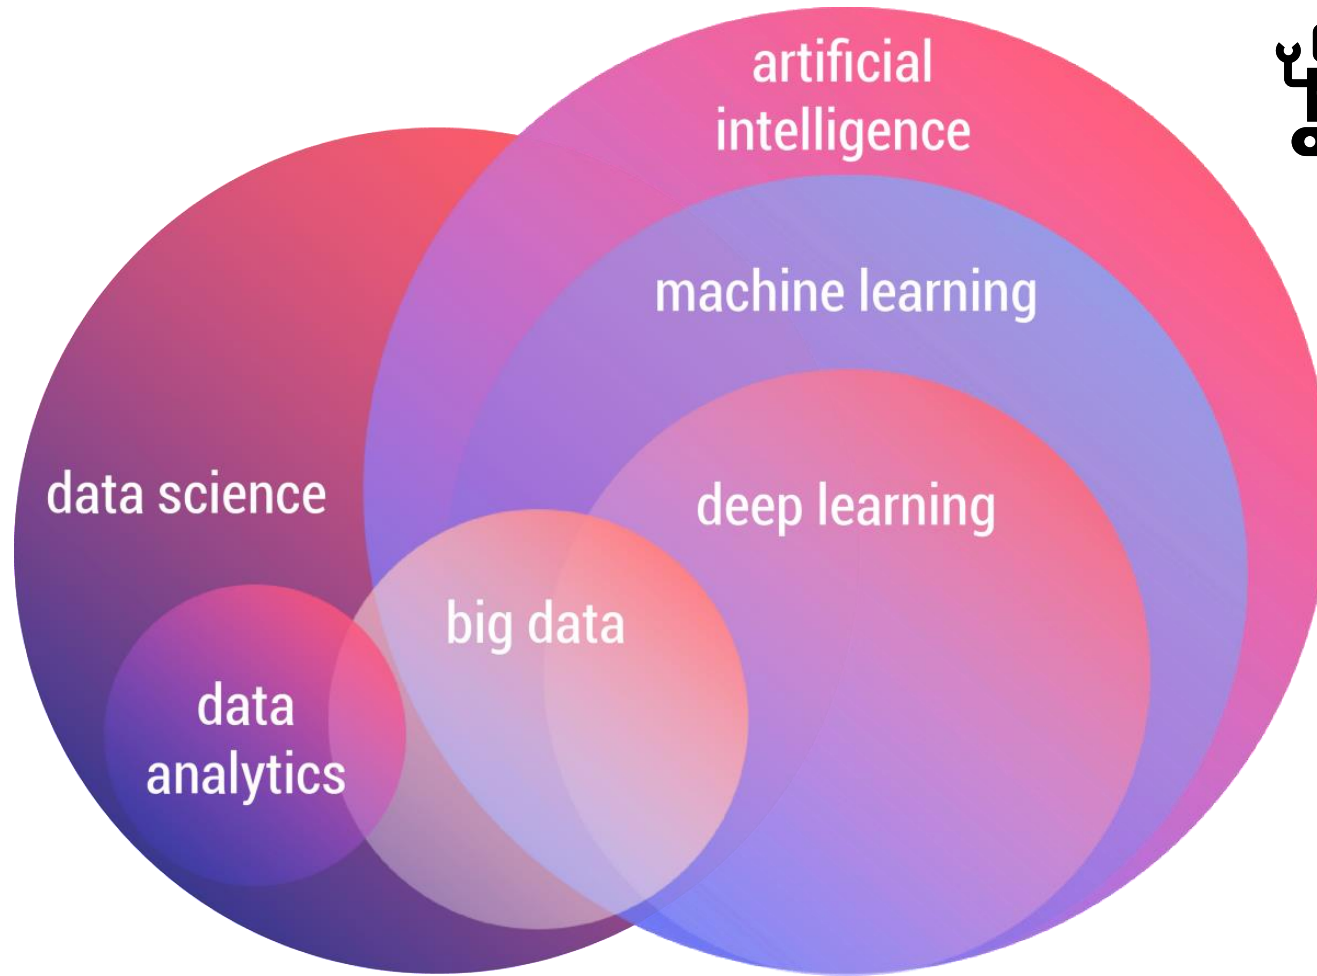 artificial
intelligence
machine learning
data science
deep learning
big data
data
analytics